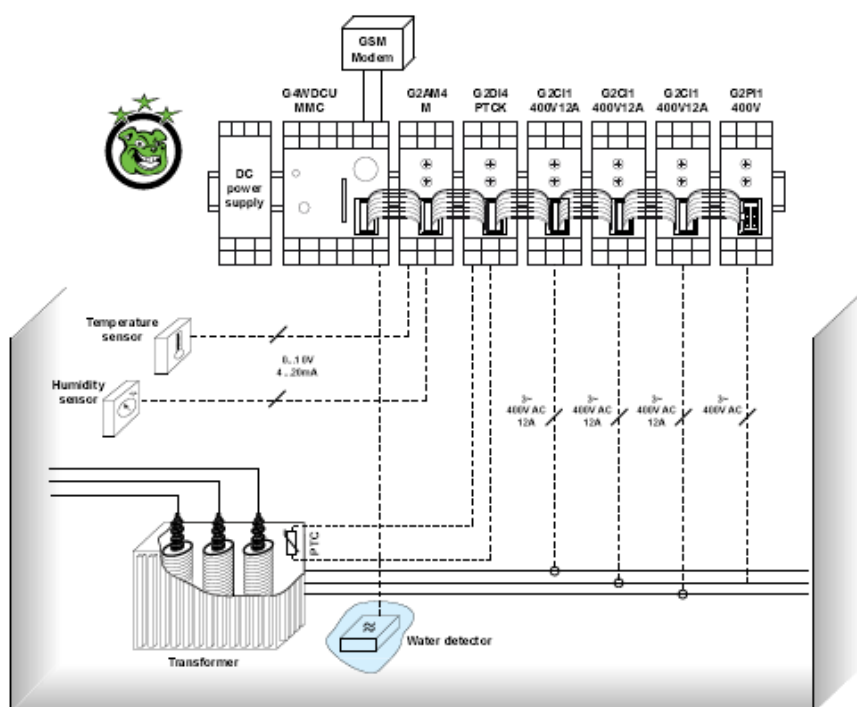 GSM
Modem
G4WDCU
MMC
G2AM4
M
G2DI4
PTCK
G2CI1
400V12A
G2CI1
400V12A
G2CI1
400V12A
G2PI1
400V
DC
power
supply
Temperature
sensor
0..10V
4..20mA
Humidity
sensor
3~
400V AC
12A
3~
400V AC
12A
3~
400V AC
12A
3~
400V AC
PTC
Water detector
Transformer